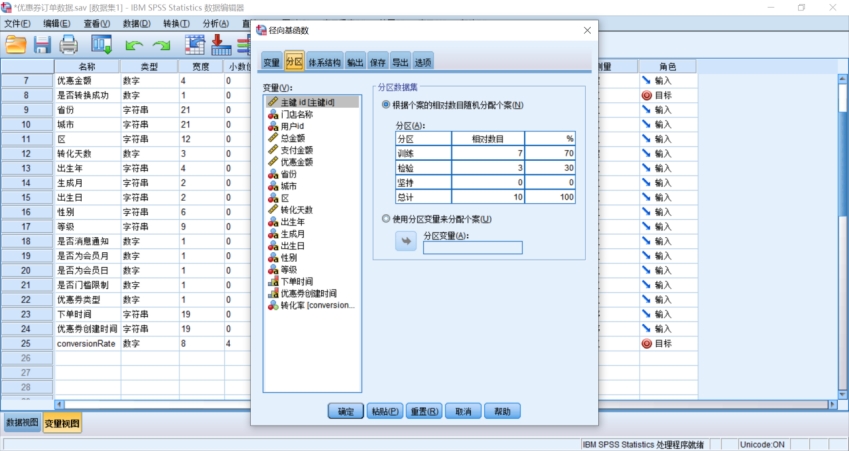 *优惠券订单数据.sav [数据集1] - IBM SPSS Statistics 数据编辑器
文件(F) 编辑(E) 查看(V) 数据(D) 转换(T) 分析(A)
名称 类型 宽度 小数位 测量 角色
7 优惠金额 数字 4 0 输入
8 是否转换成功 数字 1 0 目标
9 省份 字符串 21 0 输入
10 城市 字符串 21 0 输入
11 区 字符串 12 0 输入
12 转化天数 数字 3 0 输入
13 出生年 字符串 4 0 输入
14 生成月 字符串 2 0 输入
15 出生日 字符串 2 0 输入
16 性别 字符串 6 0 输入
17 等级 字符串 9 0 输入
18 是否消息通知 数字 1 0 输入
19 是否为会员月 数字 1 0 输入
20 是否为会员日 数字 1 0 输入
21 是否门槛限制 数字 1 0 输入
22 优惠券类型 数字 1 0 输入
23 下单时间 字符串 19 0 输入
24 优惠券创建时间 字符串 19 0 输入
25 conversionRate 数字 8 4 目标
26
27
28
径向基函数
变量 分区 体系结构 输出 保存 导出 选项
变量(V):
主键 id [主键id]
门店名称
用户id
总金额
支付金额
优惠金额
省份
城市
区
转化天数
出生年
生成月
出生日
性别
等级
下单时间
优惠券创建时间
转化率 [conversion...
分区数据集
根据个案的相对数目随机分配个案(N)
分区(A):
分区 相对数目 %
训练 7 70
检验 3 30
坚持 0 0
总计 10 100
使用分区变量来分配个案(U)
分区变量(A):
确定 粘贴(P) 重置(R) 取消 帮助
数据视图 变量视图
IBM SPSS Statistics 处理程序就绪 Unicode:ON